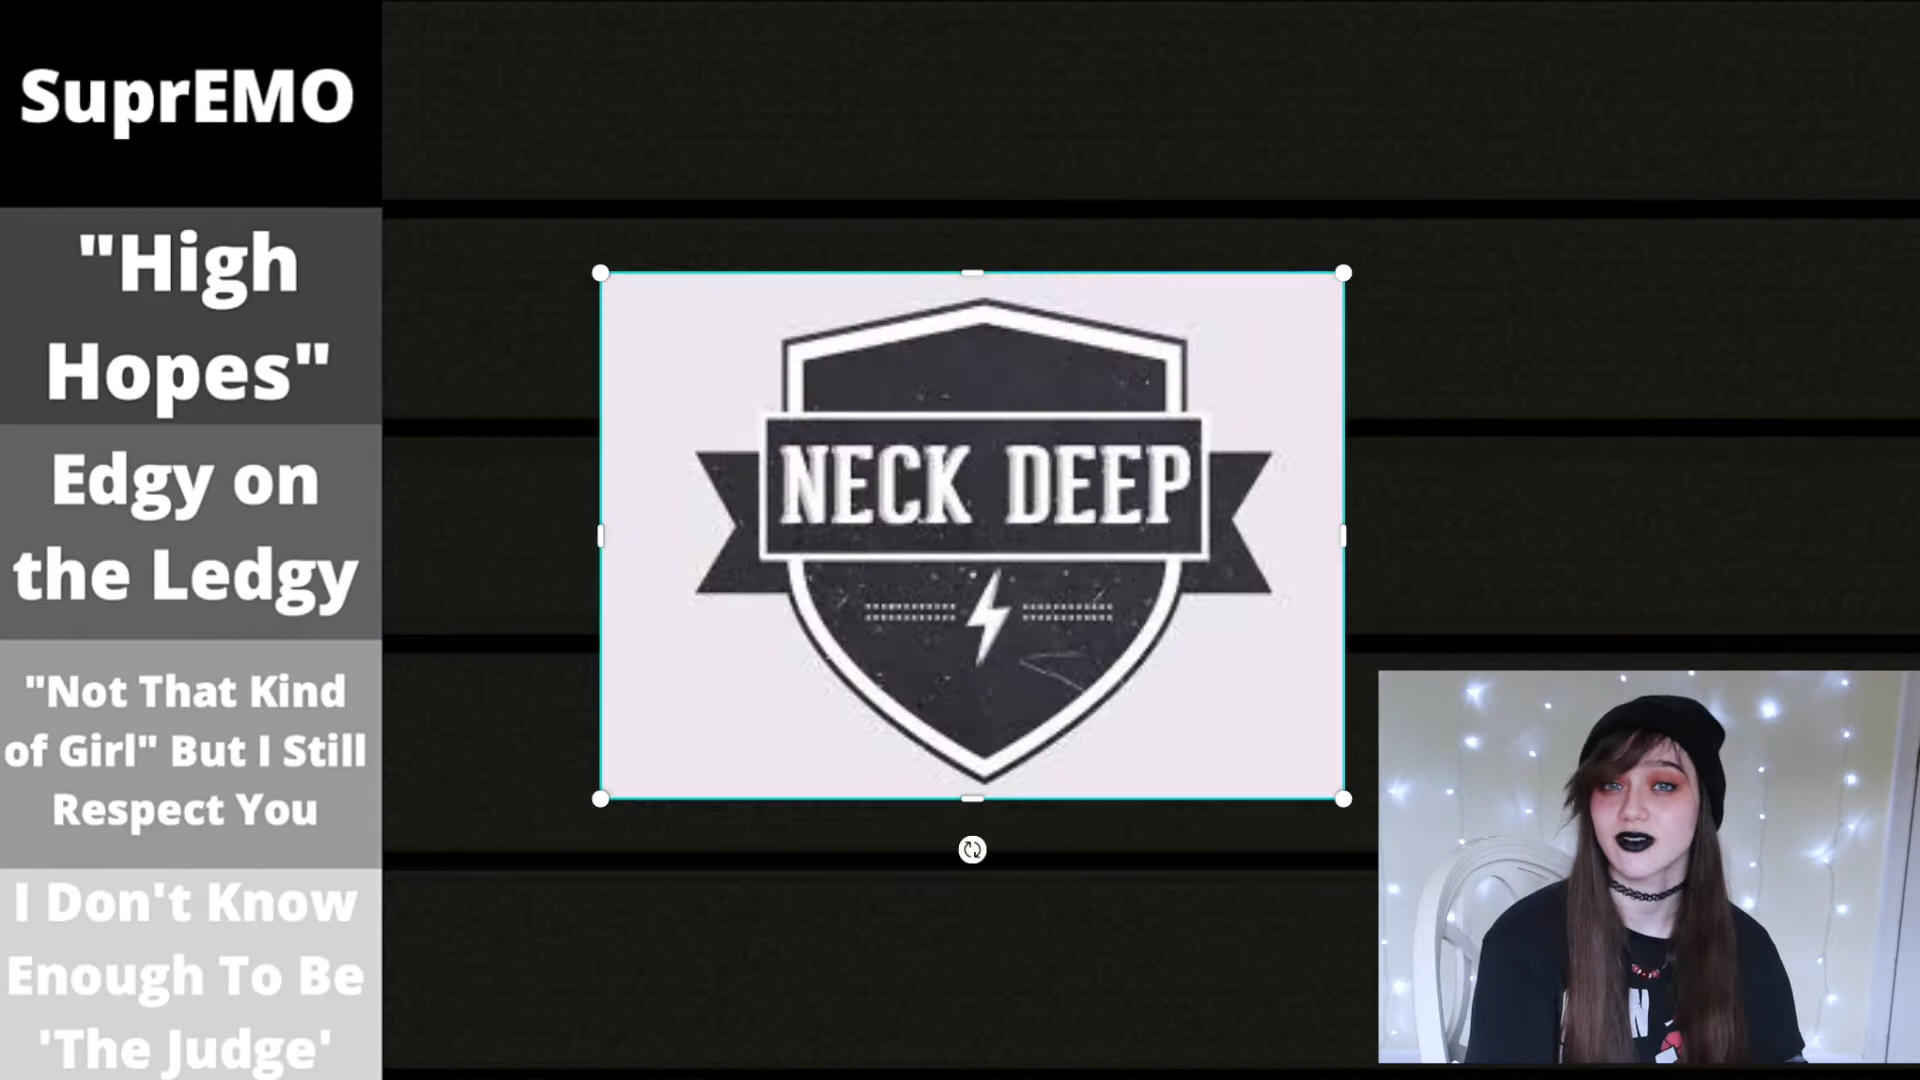 SuprEMO
"High
Hopes"
Edgy on
the Ledgy
"Not That Kind
of Girl" But I Still
Respect You
I Don't Know
Enough To Be
'The Judge'
NECK DEEP